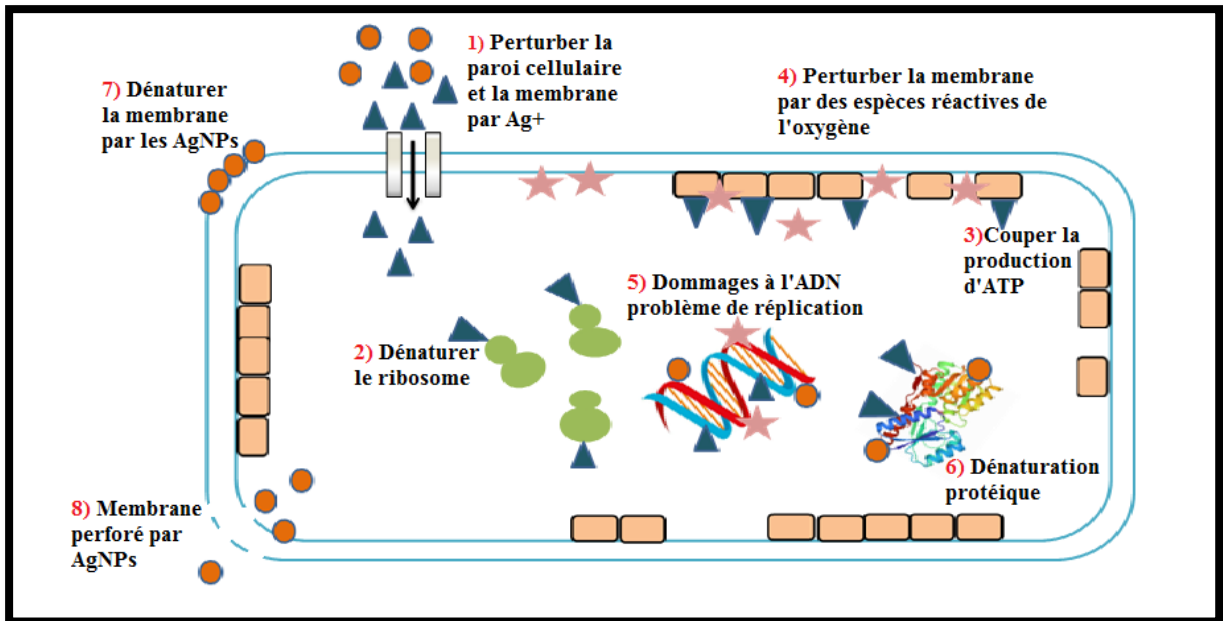 1) Perturber la
paroi cellulaire
et la membrane
par Ag+
4) Perturber la membrane
par des espèces réactives de
l'oxygène
7) Dénaturer
la membrane
par les AgNPs
3)Couper la
production
d'ATP
5) Dommages à l'ADN
problème de réplication
2) Dénaturer
le ribosome
6) Dénaturation
protéique
8) Membrane
perforé par
AgNPs